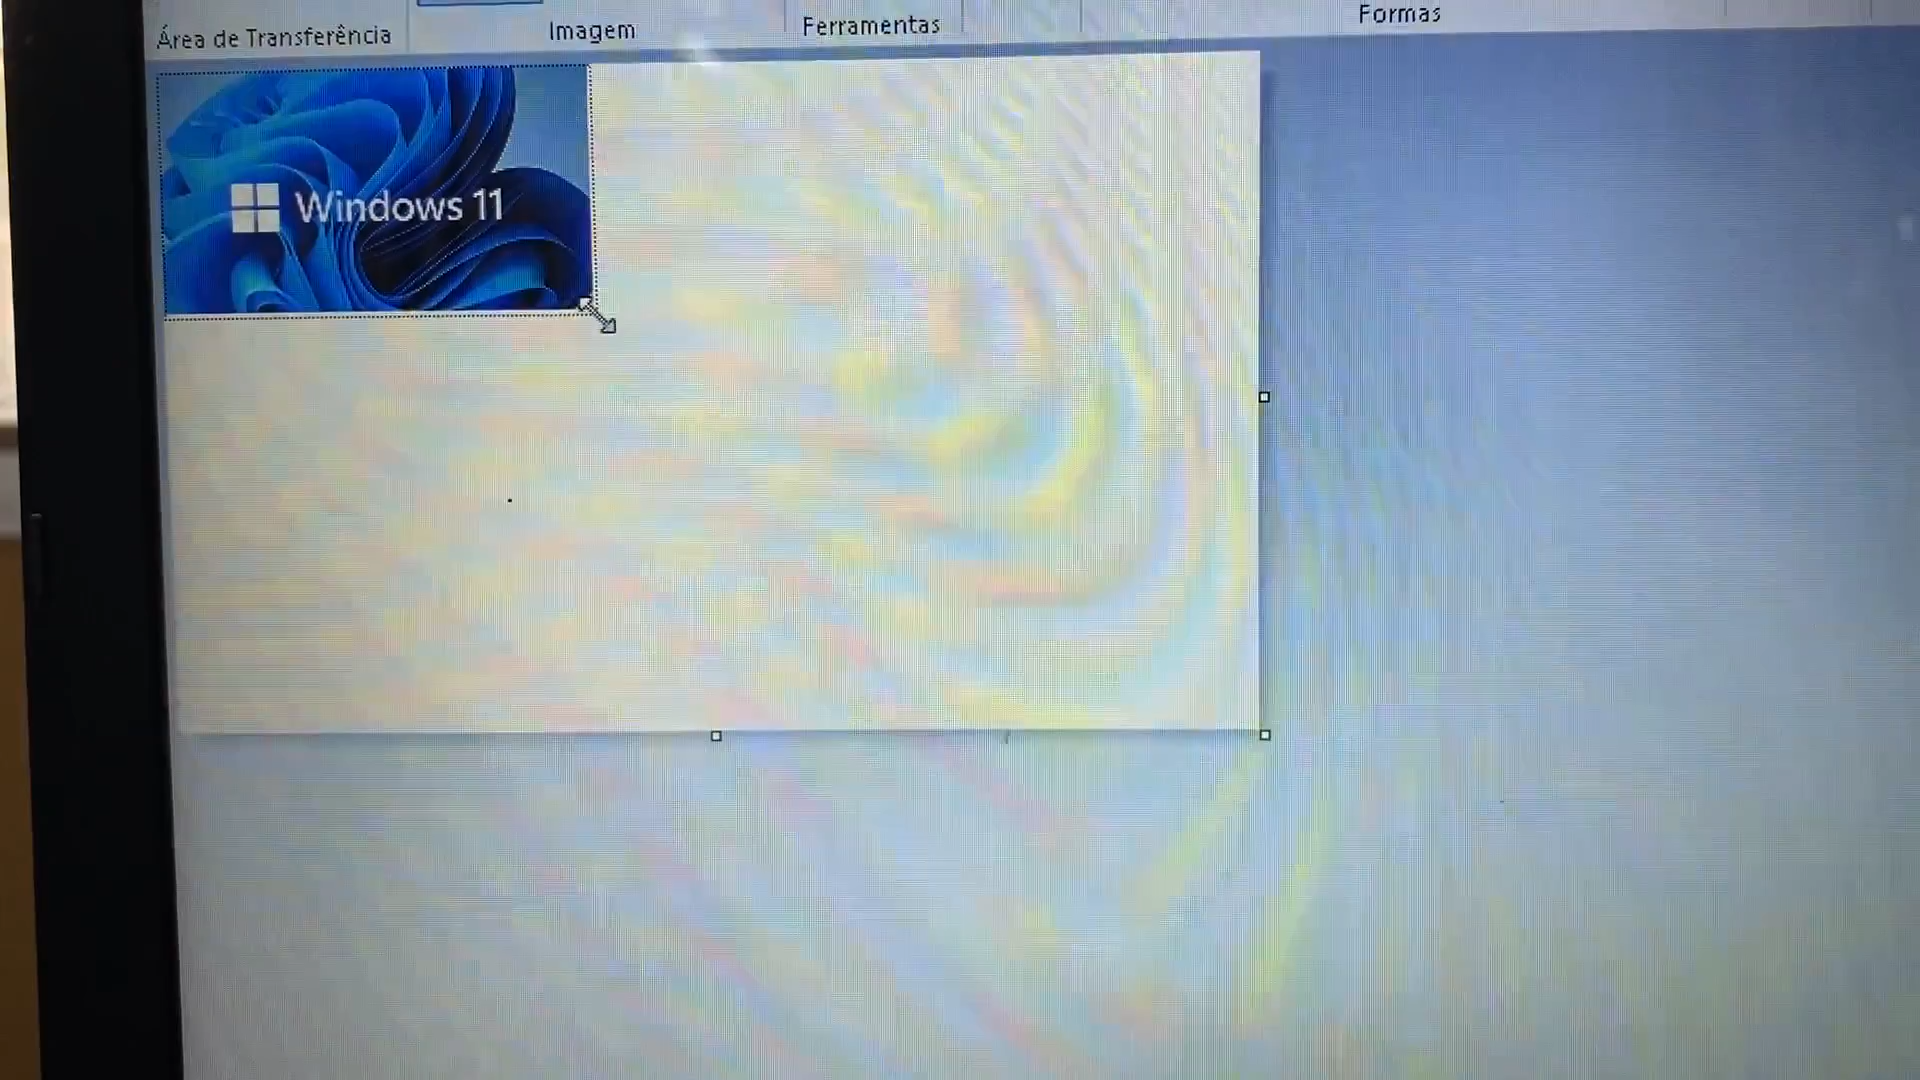 Área de Transferência
Imagem
Ferramentas
Formas
Windows 11